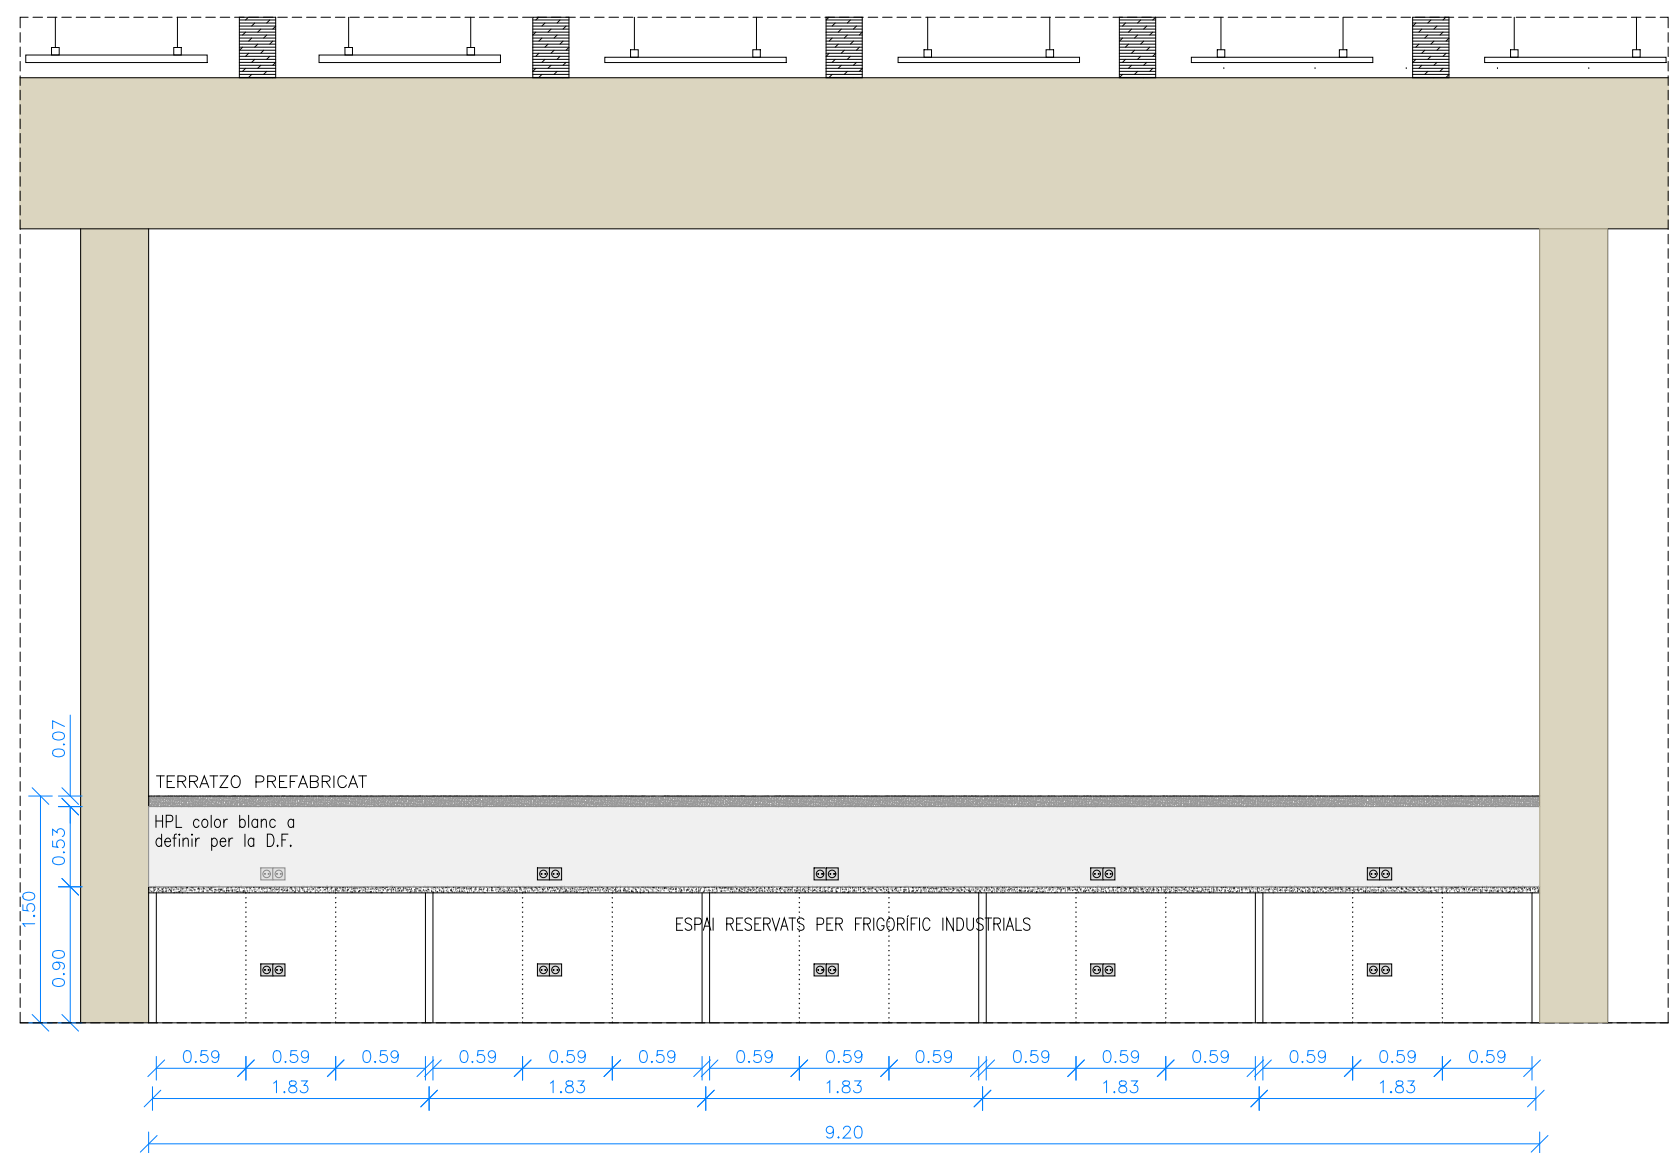 0.07
TERRATZO PREFABRICAT
HPL color blanc a
definir per la D.F.
0.53
1.50
ESPAI RESERVATS PER FRIGORÍFIC INDUSTRIALS
0.90
0.59 0.59 0.59 0.59 0.59 0.59 0.59 0.59 0.59 0.59 0.59 0.59 0.59 0.59 0.59
1.83 1.83 1.83 1.83 1.83
9.20